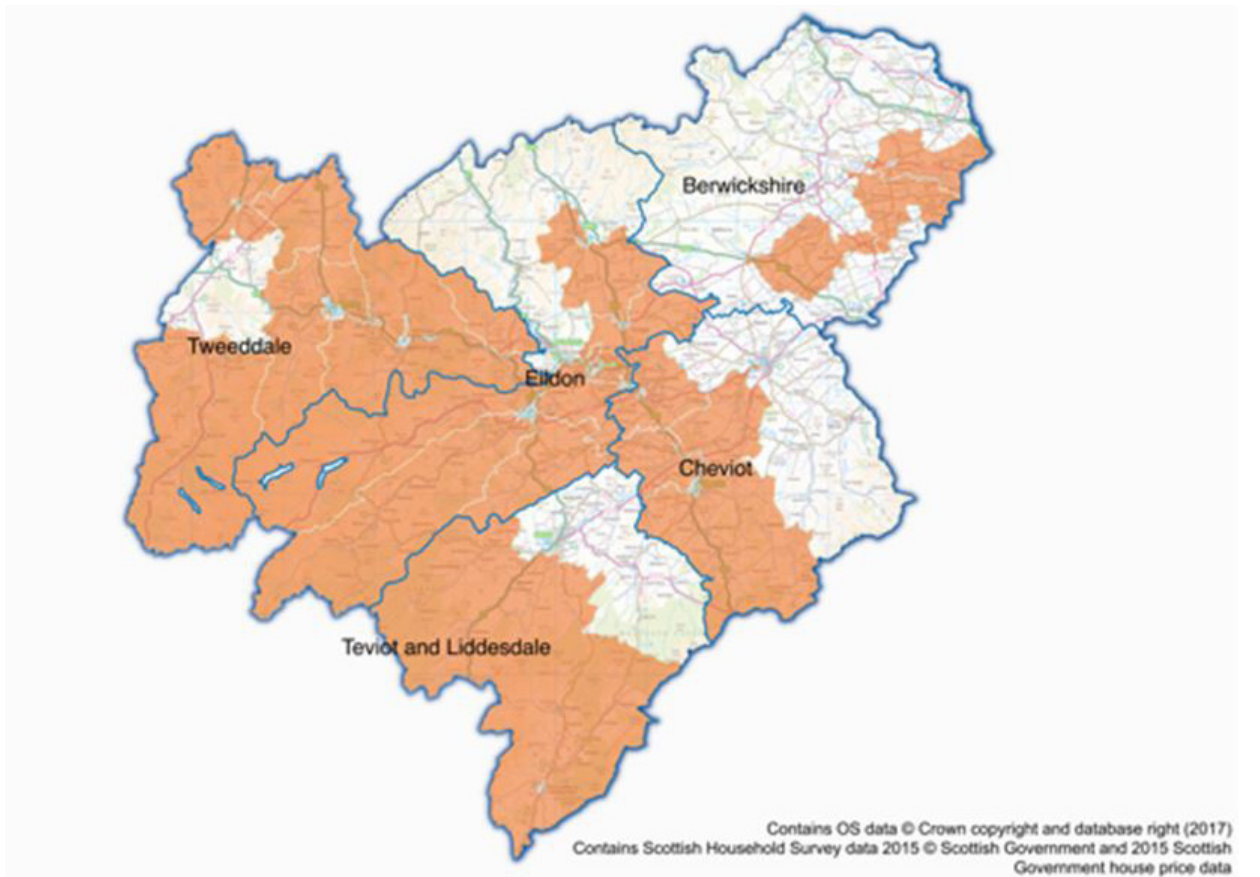 Berwickshire
Tweeddale
Eildon
Cheviot
Teviot and Liddesdale
Contains OS data © Crown copyright and database right (2017)
Contains Scottish Household Survey data 2015 © Scottish Government and 2015 Scottish
Government house price data